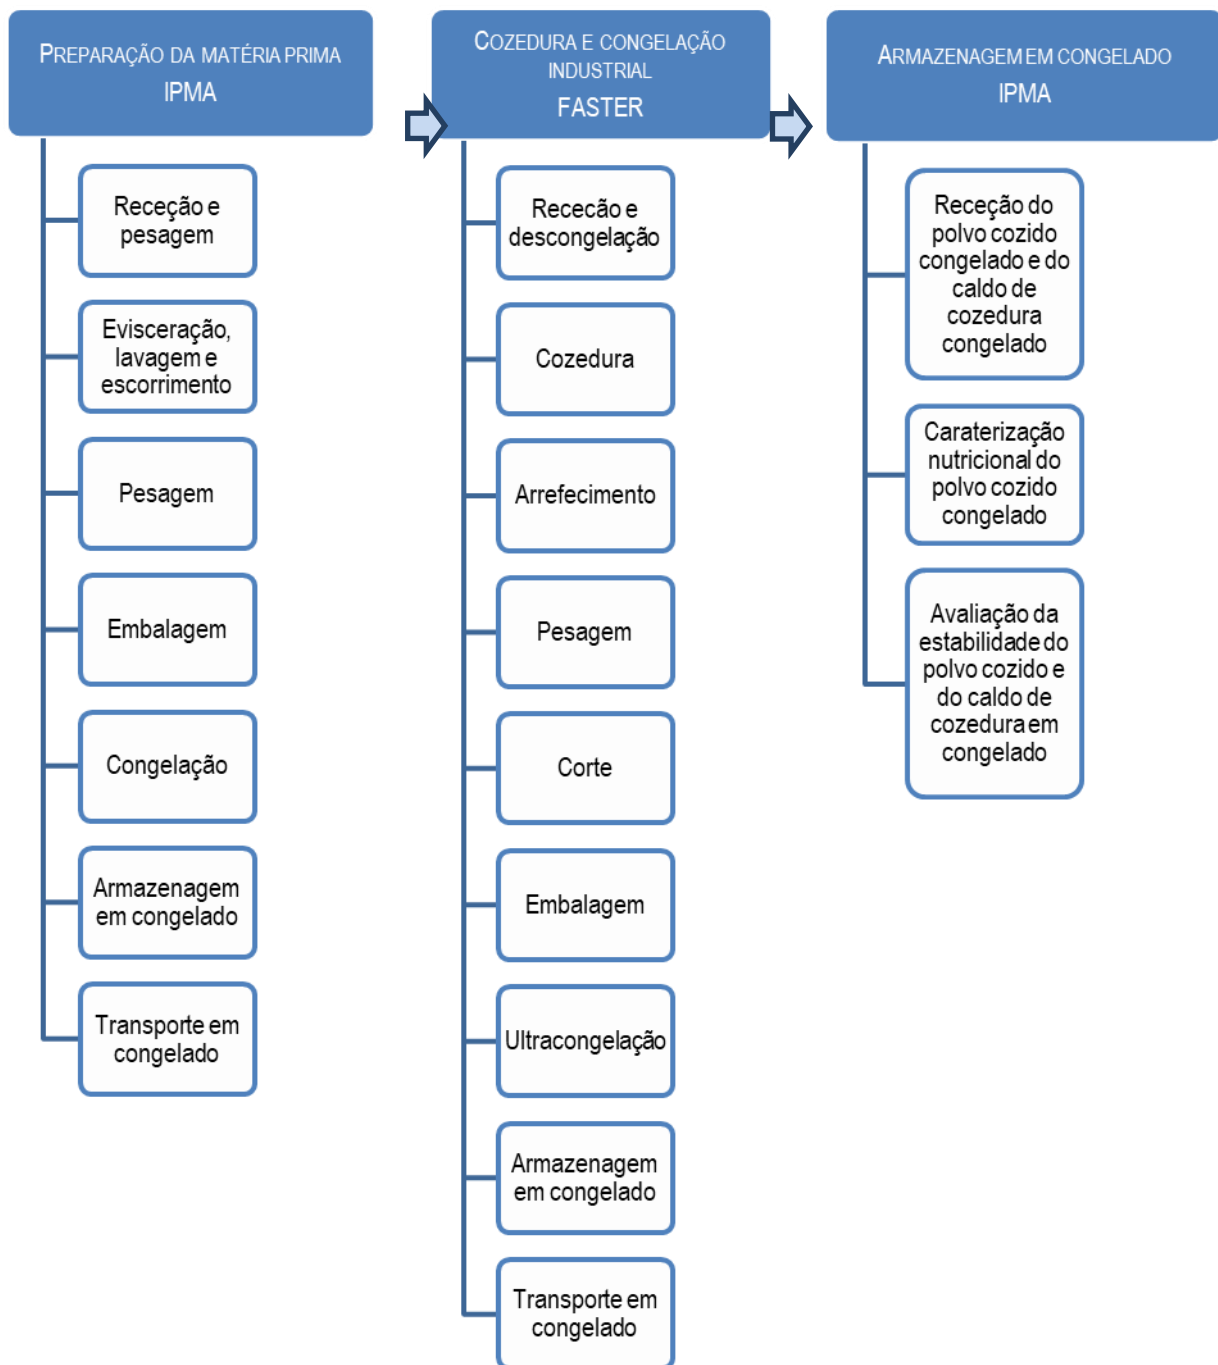 PREPARAÇÃO DA MATÉRIA PRIMA
IPMA
Receção e
pesagem
Evisceração,
lavagem e
escorrimento
Pesagem
Embalagem
Congelação
Armazenagem
em congelado
Transporte em
congelado
COZEDURA E CONGELAÇÃO
INDUSTRIAL
FASTER
Rececão e
descongelação
Cozedura
Arrefecimento
Pesagem
Corte
Embalagem
Ultracongelação
Armazenagem
em congelado
Transporte em
congelado
ARMAZENAGEM EM CONGELADO
IPMA
Receção do
polvo cozido
congelado e do
caldo de
cozedura
congelado
Caraterização
nutricional do
polvo cozido
congelado
Avaliação da
estabilidade do
polvo cozido e
do caldo de
cozedura em
congelado